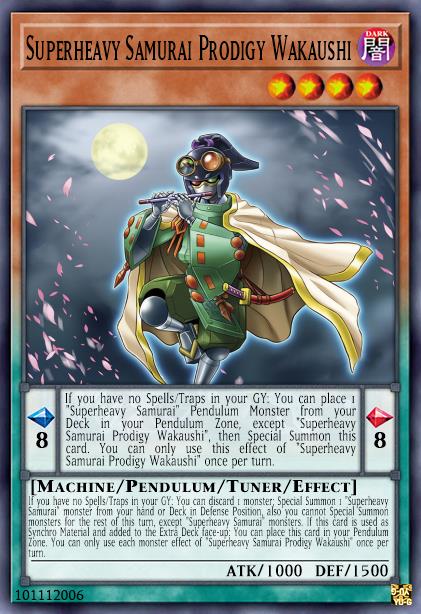 Superheavy Samurai Prodigy Wakaushi
DARK
闇
If you have no Spells/Traps in your GY: You can place 1
"Superheavy Samurai" Pendulum Monster from your
Deck in your Pendulum Zone, except "Superheavy
Samurai Prodigy Wakaushi", then Special Summon this
card. You can only use this effect of "Superheavy
Samurai Prodigy Wakaushi" once per turn.
8
8
[Machine/Pendulum/Tuner/Effect]
If you have no Spells/Traps in your GY: You can discard 1 monster; Special Summon 1 "Superheavy
Samurai" monster from your hand or Deck in Defense Position, also you cannot Special Summon
monsters for the rest of this turn, except "Superheavy Samurai" monsters. If this card is used as
Synchro Material and added to the Extra Deck face-up: You can place this card in your Pendulum
Zone. You can only use each monster effect of "Superheavy Samurai Prodigy Wakaushi" once per
turn.
ATK/1000 DEF/1500
101112006